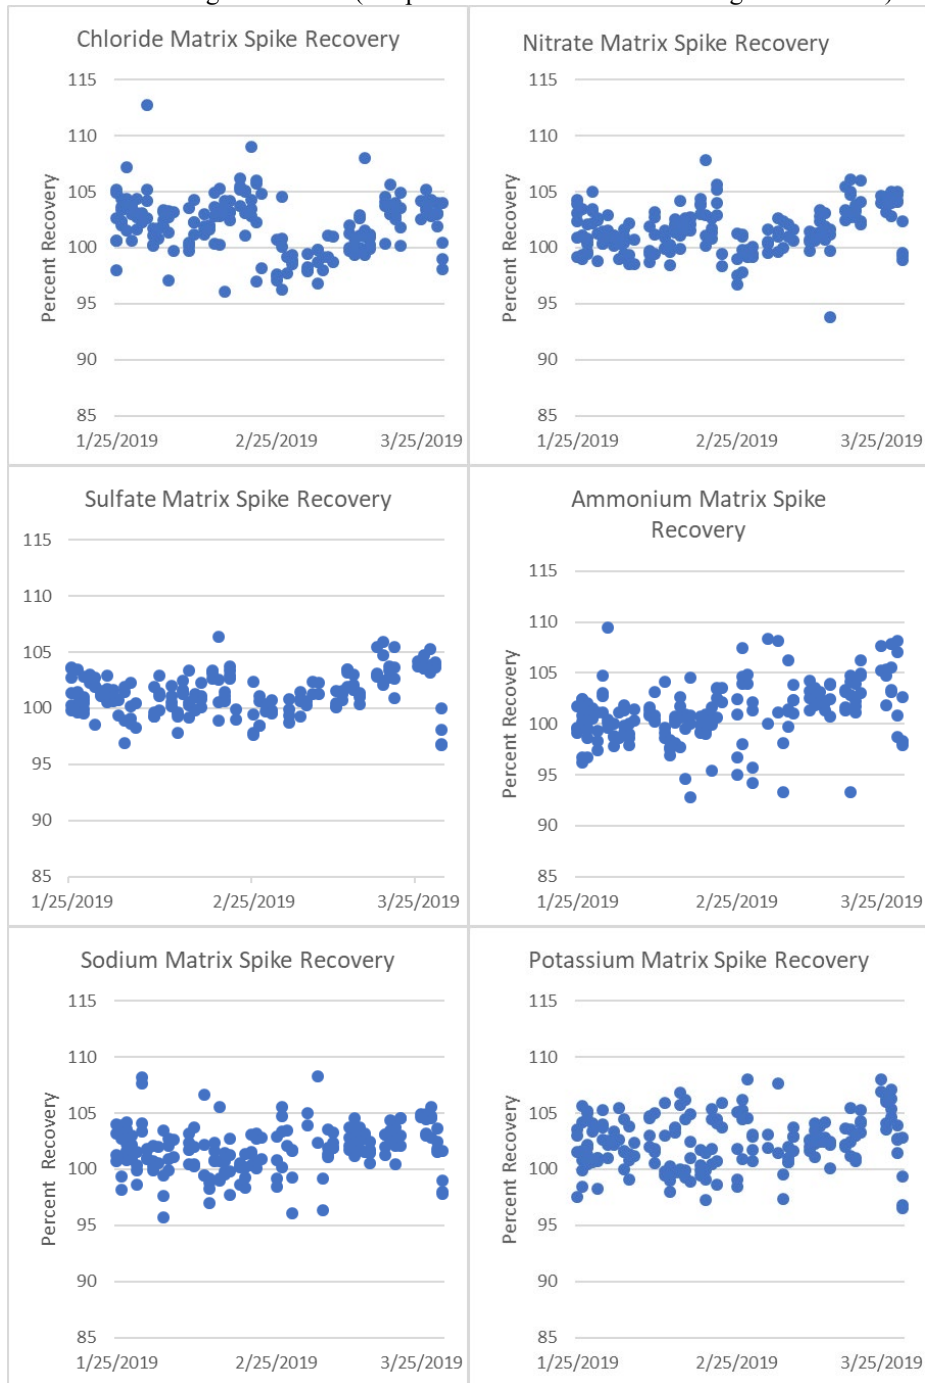 Chloride Matrix Spike Recovery
115
110
105
100
95
90
85
Percent Recovery
1/25/2019 2/25/2019 3/25/2019
Nitrate Matrix Spike Recovery
115
110
105
100
95
90
85
Percent Recovery
1/25/2019 2/25/2019 3/25/2019
Sulfate Matrix Spike Recovery
115
110
105
100
95
90
85
1/25/2019 2/25/2019 3/25/2019
Ammonium Matrix Spike
Recovery
115
110
105
100
95
90
85
Percent Recovery
1/25/2019 2/25/2019 3/25/2019
Sodium Matrix Spike Recovery
115
110
105
100
95
90
85
Percent Recovery
1/25/2019 2/25/2019 3/25/2019
Potassium Matrix Spike Recovery
115
110
105
100
95
90
85
Percent Recovery
1/25/2019 2/25/2019 3/25/2019